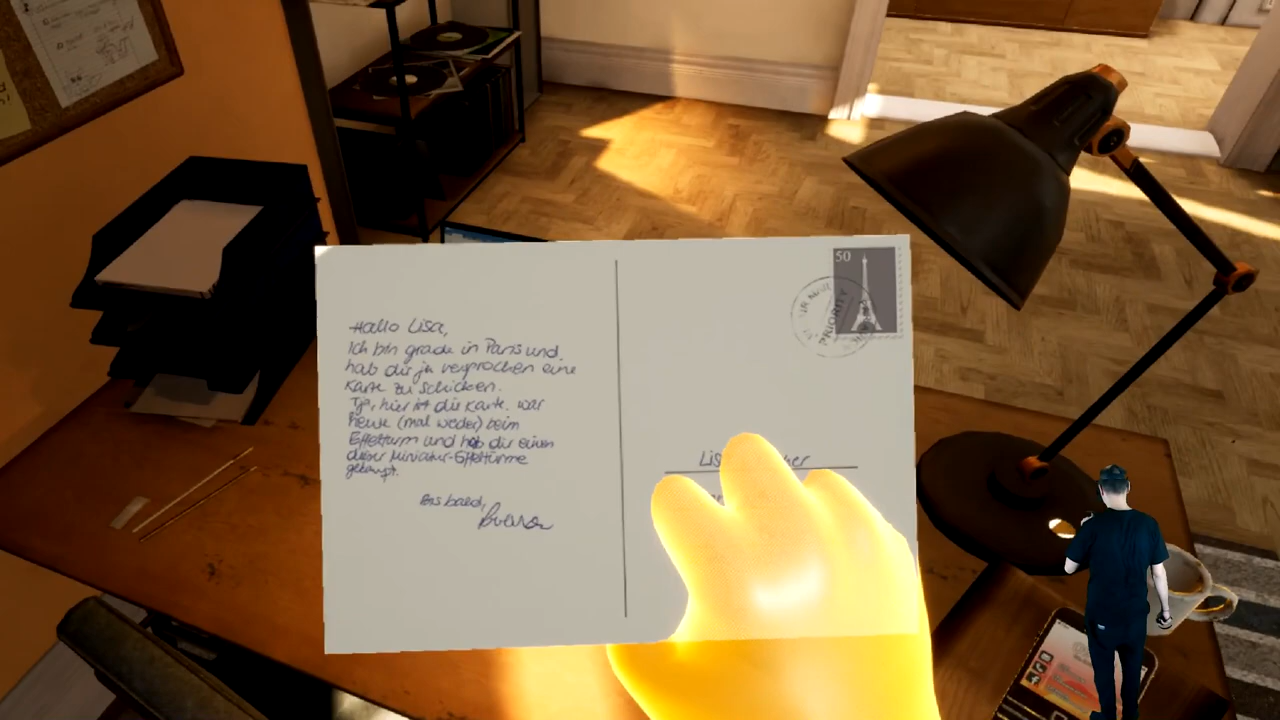 Hallo Lisa,
Ich bin grade in Paris und
hab dir ja versprochen eine
Karte zu schicken.
Tja, hier ist die Karte. war
heute (mal wieder) beim
Eiffelturm und hab dir einen
dieser Miniatur-Eiffeltürme
gekauft.
Bis bald,
50
AIR MAIL
PRIORITY